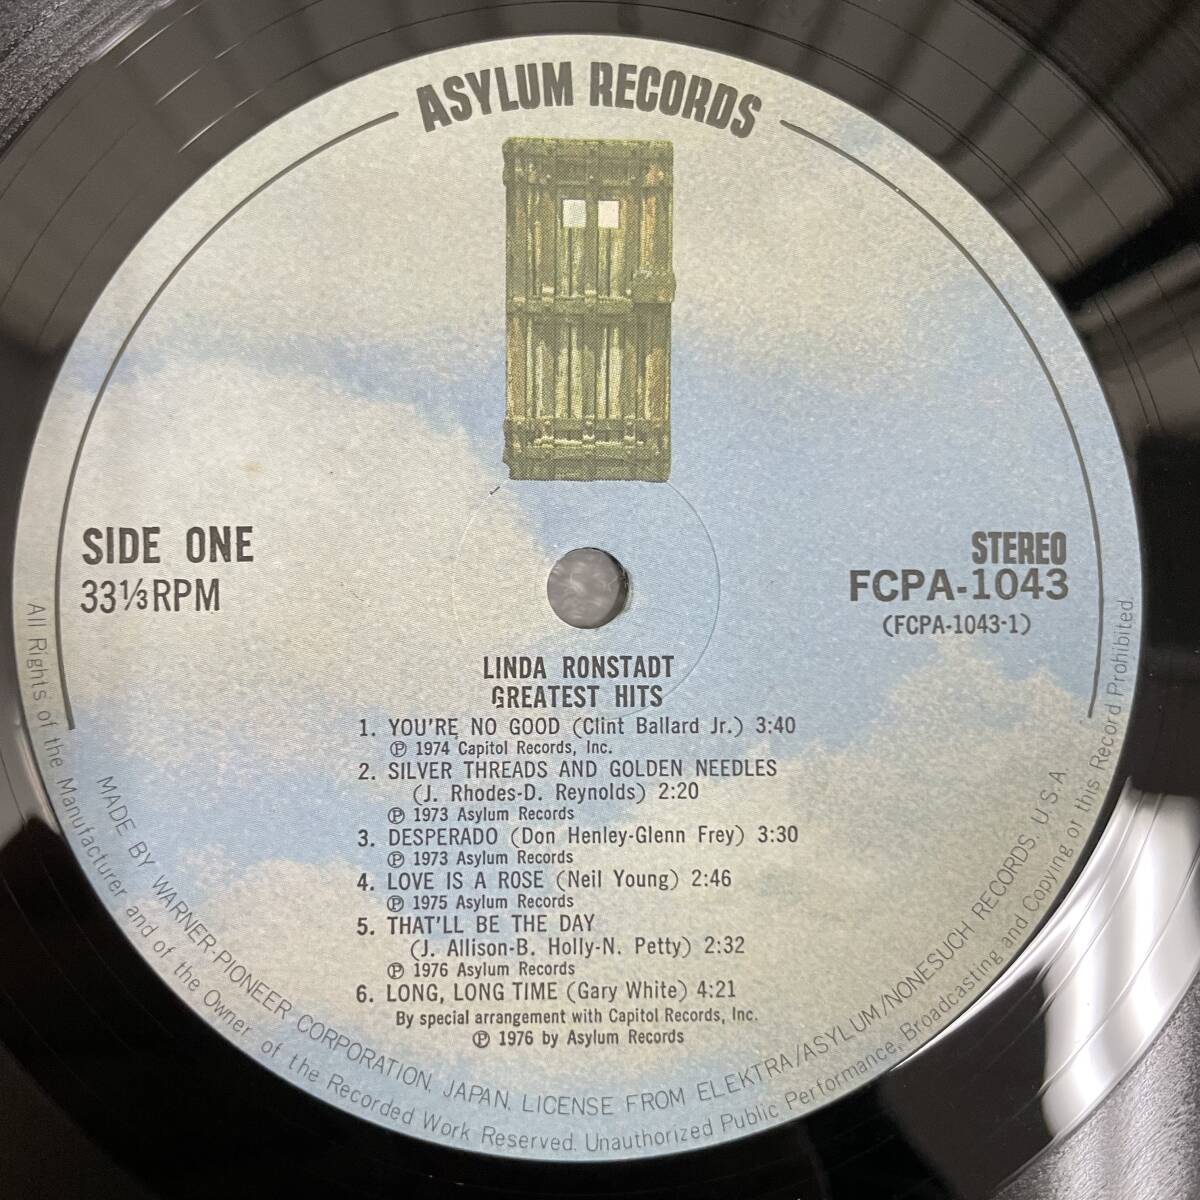 ASYLUM RECORDS
SIDE ONE
33⅓RPM
STEREO
FCPA-1043
(FCPA-1043-1)
LINDA RONSTADT
GREATEST HITS
1. YOU'RE NO GOOD (Clint Ballard Jr.) 3:40
Ⓟ 1974 Capitol Records, Inc.
2. SILVER THREADS AND GOLDEN NEEDLES
(J. Rhodes-D. Reynolds) 2:20
Ⓟ 1973 Asylum Records
3. DESPERADO (Don Henley-Glenn Frey) 3:30
Ⓟ 1973 Asylum Records
4. LOVE IS A ROSE (Neil Young) 2:46
Ⓟ 1975 Asylum Records
5. THAT'LL BE THE DAY
(J. Allison-B. Holly-N. Petty) 2:32
Ⓟ 1976 Asylum Records
6. LONG, LONG TIME (Gary White) 4:21
By special arrangement with Capitol Records, Inc.
Ⓟ 1976 by Asylum Records
MADE BY WARNER-PIONEER CORPORATION, JAPAN. LICENSE FROM ELEKTRA/ASYLUM/NONESUCH RECORDS, U.S.A.
All Rights of the Manufacturer and of the Owner of the Recorded Work Reserved. Unauthorized Public Performance, Broadcasting and Copying of this Record Prohibited.